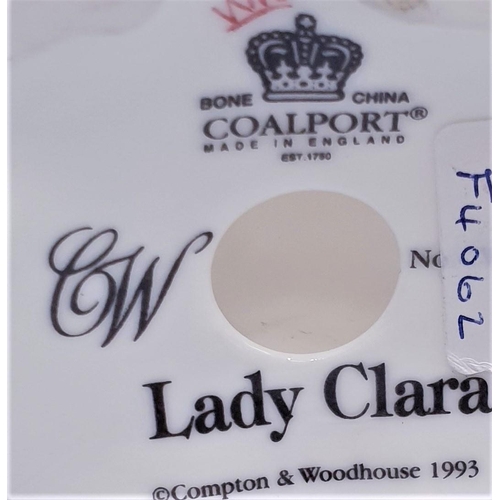 BONE CHINA
COALPORT®
MADE IN ENGLAND
EST. 1750
CW
No
F4062
Lady Clara
©Compton & Woodhouse 1993